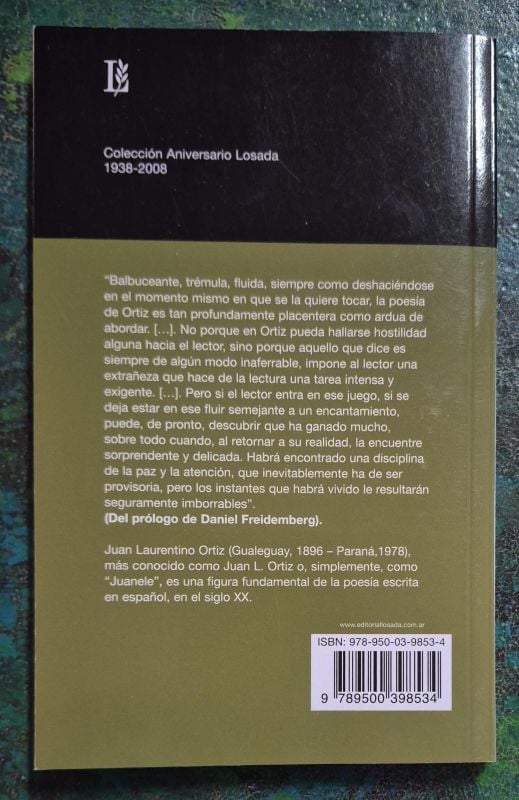 L
Colección Aniversario Losada
1938-2008
“Balbuceante, trémula, fluida, siempre como deshaciéndose
en el momento mismo en que se la quiere tocar, la poesía
de Ortiz es tan profundamente placentera como ardua de
abordar. […]. No porque en Ortiz pueda hallarse hostilidad
alguna hacia el lector, sino porque aquello que dice es
siempre de algún modo inaferrable, impone al lector una
extrañeza que hace de la lectura una tarea intensa y
exigente. […]. Pero si el lector entra en ese juego, si se
deja estar en ese fluir semejante a un encantamiento,
puede, de pronto, descubrir que ha ganado mucho,
sobre todo cuando, al retornar a su realidad, la encuentre
sorprendente y delicada. Habrá encontrado una disciplina
de la paz y la atención, que inevitablemente ha de ser
provisoria, pero los instantes que habrá vivido le resultarán
seguramente imborrables”.
(Del prólogo de Daniel Freidemberg).
Juan Laurentino Ortiz (Gualeguay, 1896 – Paraná,1978),
más conocido como Juan L. Ortiz o, simplemente, como
“Juanele”, es una figura fundamental de la poesía escrita
en español, en el siglo XX.
www.editoriallosada.com.ar
ISBN: 978-950-03-9853-4
9 789500 398534